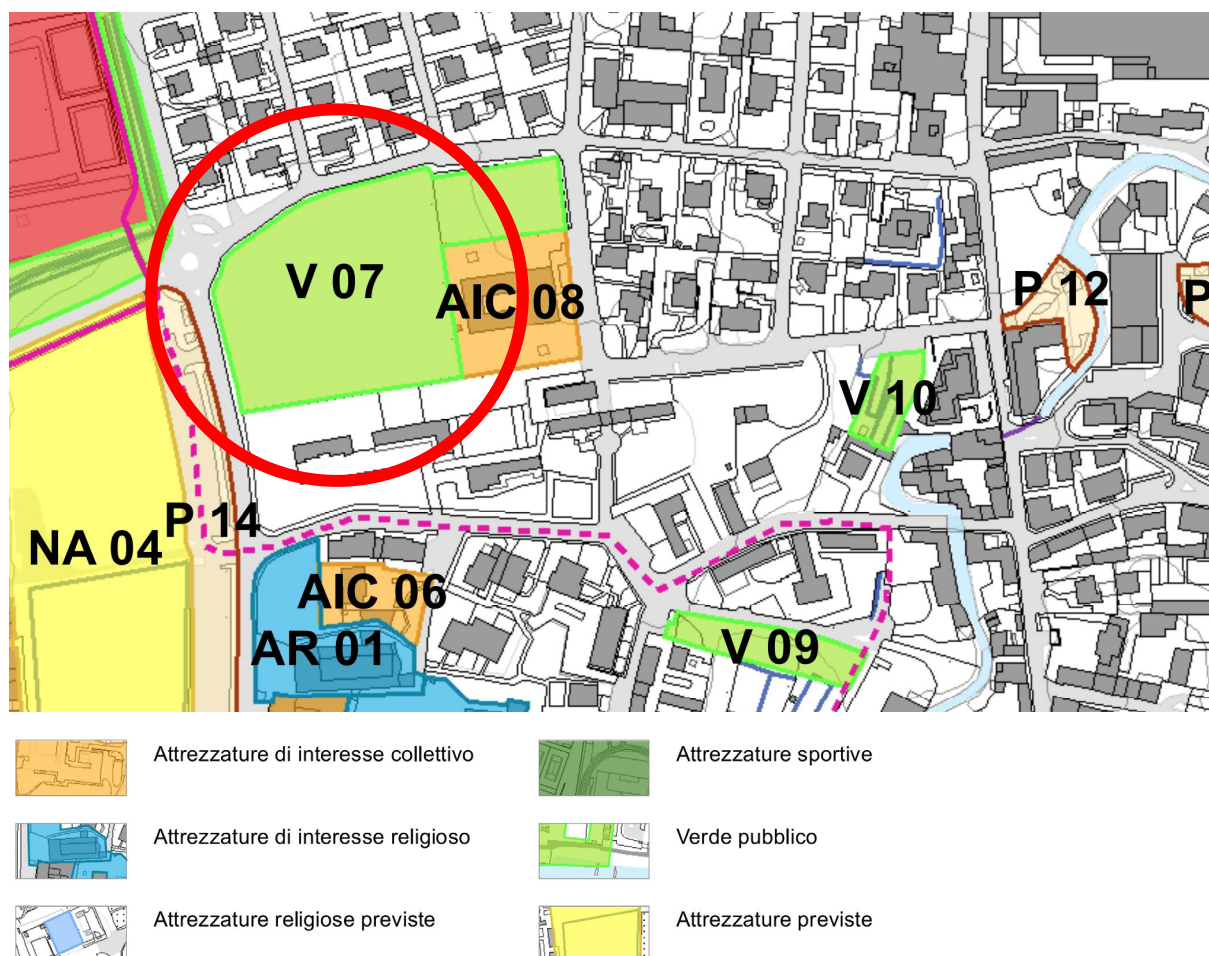 V 07
AIC 08
P 12
P
V 10
P 14
NA 04
AIC 06
AR 01
V 09
Attrezzature di interesse collettivo
Attrezzature sportive
Attrezzature di interesse religioso
Verde pubblico
Attrezzature religiose previste
Attrezzature previste